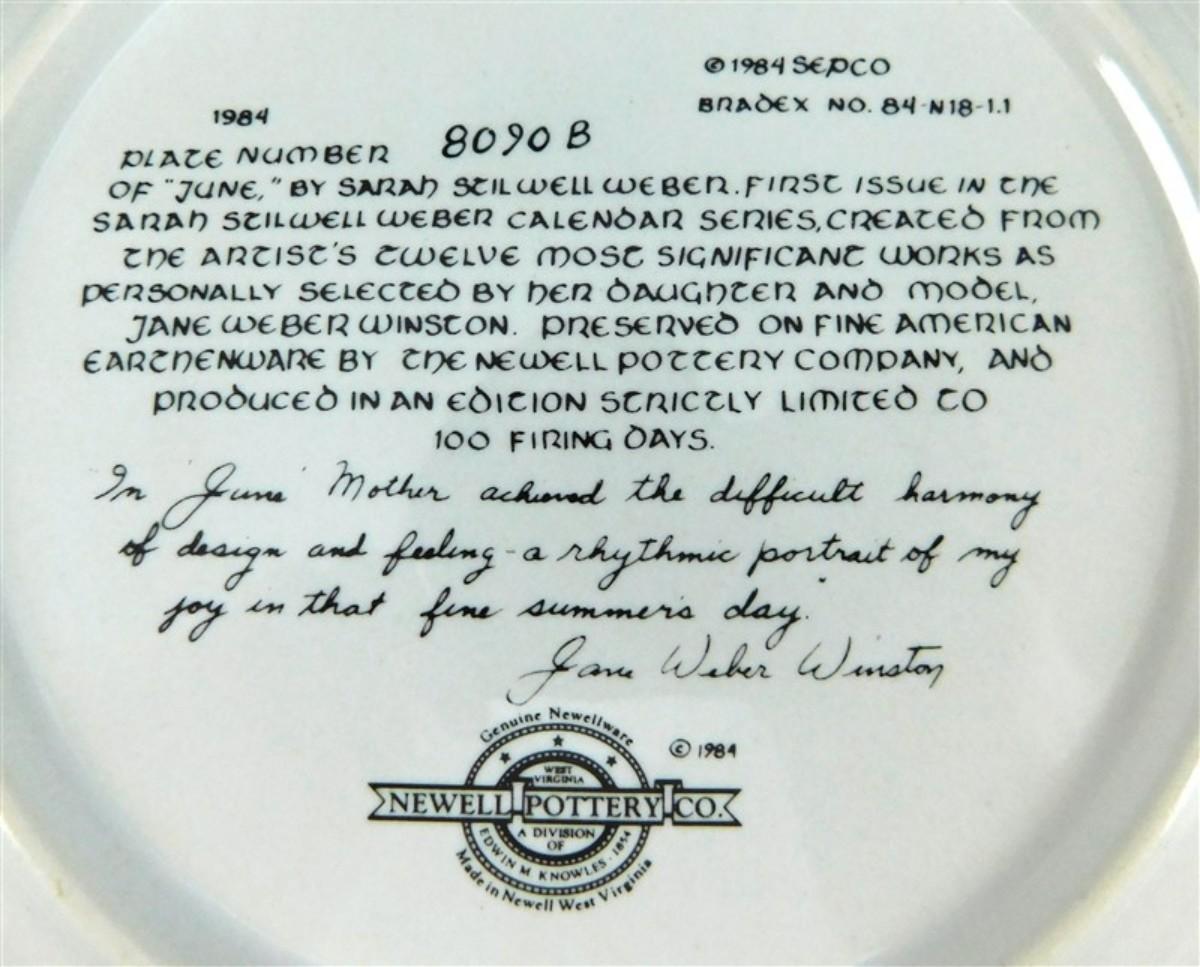 © 1984 SEPCO
BRADEX NO. 84-N18-1.1
1984
PLATE NUMBER 8090 B
OF "JUNE," BY SARAH STILWELL WEBER. FIRST ISSUE IN THE
SARAH STILWELL WEBER CALENDAR SERIES, CREATED FROM
THE ARTIST'S TWELVE MOST SIGNIFICANT WORKS AS
PERSONALLY SELECTED BY HER DAUGHTER AND MODEL,
JANE WEBER WINSTON. PRESERVED ON FINE AMERICAN
EARTHENWARE BY THE NEWELL POTTERY COMPANY, AND
PRODUCED IN AN EDITION STRICTLY LIMITED TO
100 FIRING DAYS.
In 'June' Mother achieved the difficult harmony
of design and feeling - a rhythmic portrait of my
joy in that fine summer's day."
Jane Weber Winston
Genuine Newellware
© 1984
WEST
VIRGINIA
NEWELL POTTERY CO.
A DIVISION
OF
EDWIN M. KNOWLES · 1854
Made in Newell West Virginia